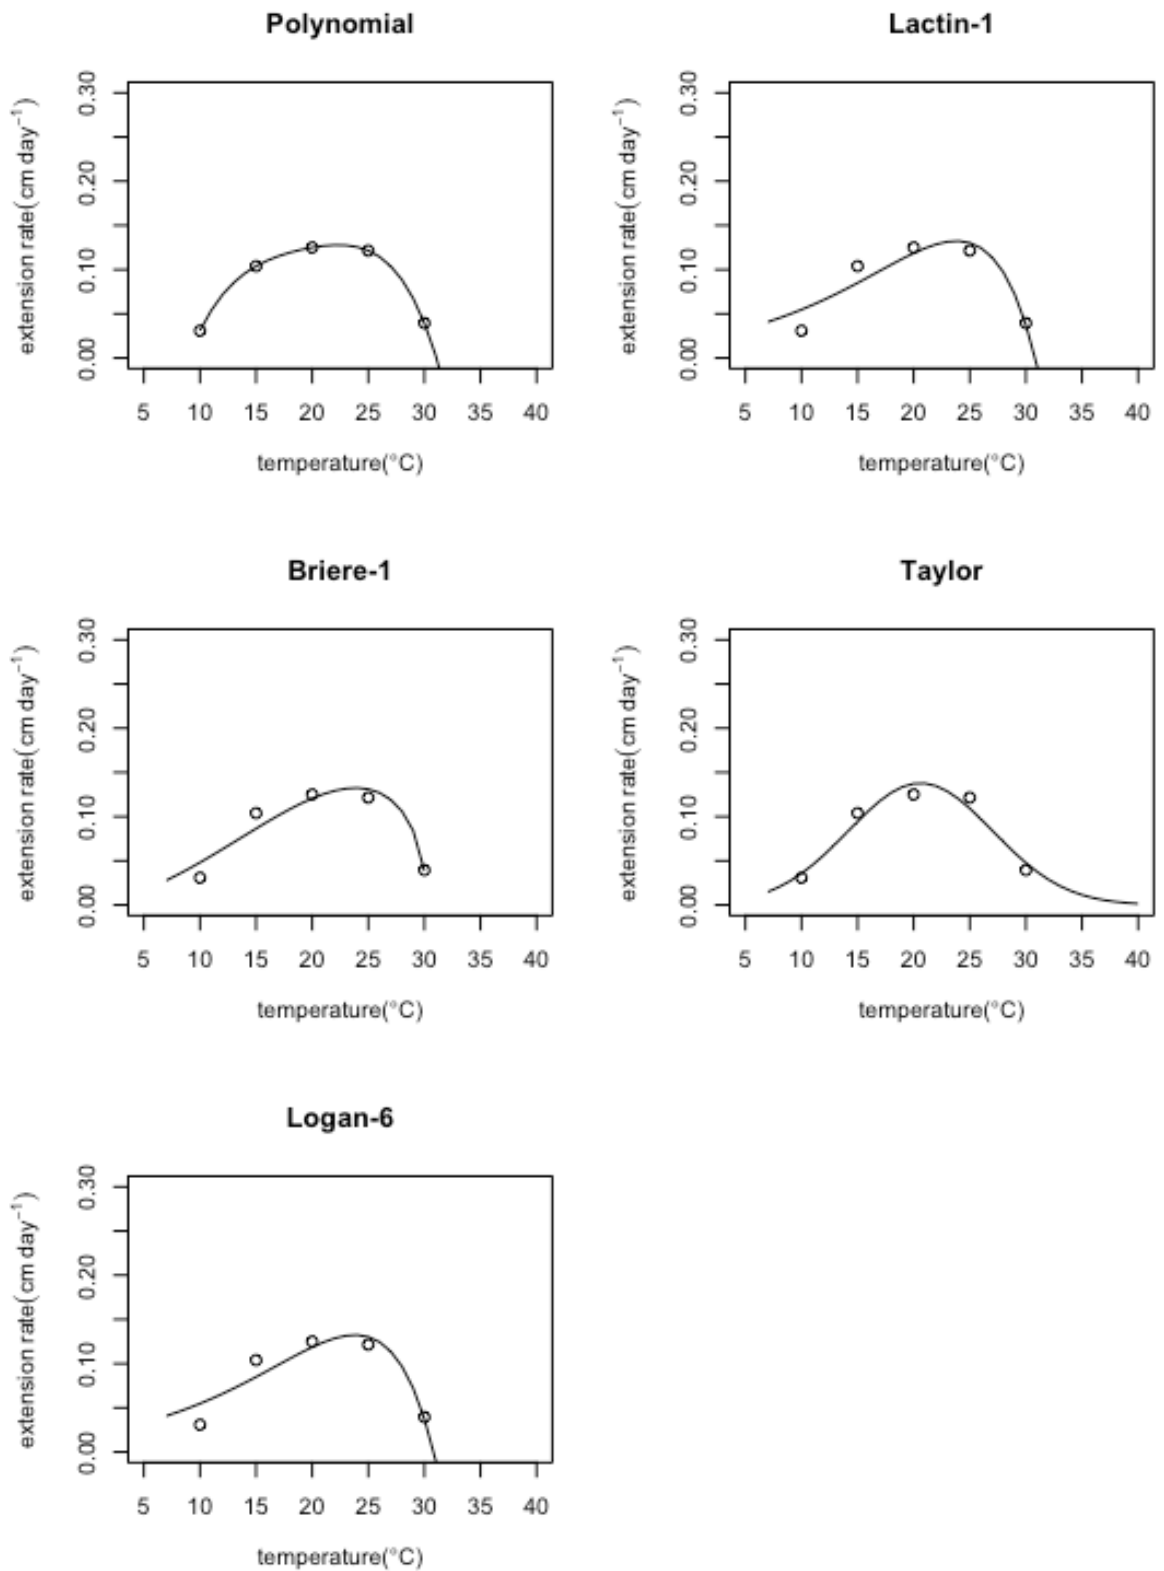 Polynomial
extension rate(cm day⁻¹)
0.00 0.10 0.20 0.30
5 10 15 20 25 30 35 40
temperature(°C)
Lactin-1
extension rate(cm day⁻¹)
0.00 0.10 0.20 0.30
5 10 15 20 25 30 35 40
temperature(°C)
Briere-1
extension rate(cm day⁻¹)
0.00 0.10 0.20 0.30
5 10 15 20 25 30 35 40
temperature(°C)
Taylor
extension rate(cm day⁻¹)
0.00 0.10 0.20 0.30
5 10 15 20 25 30 35 40
temperature(°C)
Logan-6
extension rate(cm day⁻¹)
0.00 0.10 0.20 0.30
5 10 15 20 25 30 35 40
temperature(°C)